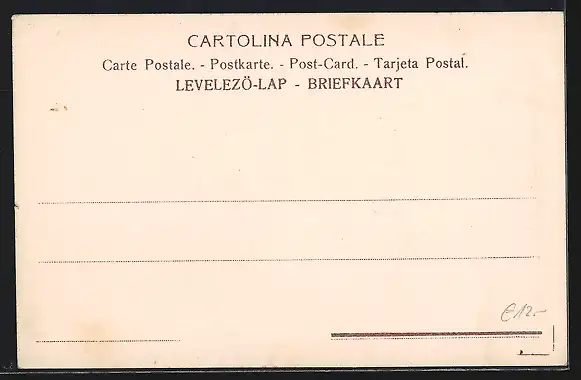 CARTOLINA POSTALE
Carte Postale. - Postkarte. - Post-Card. - Tarjeta Postal.
LEVELEZÖ-LAP - BRIEFKAART
€12.-